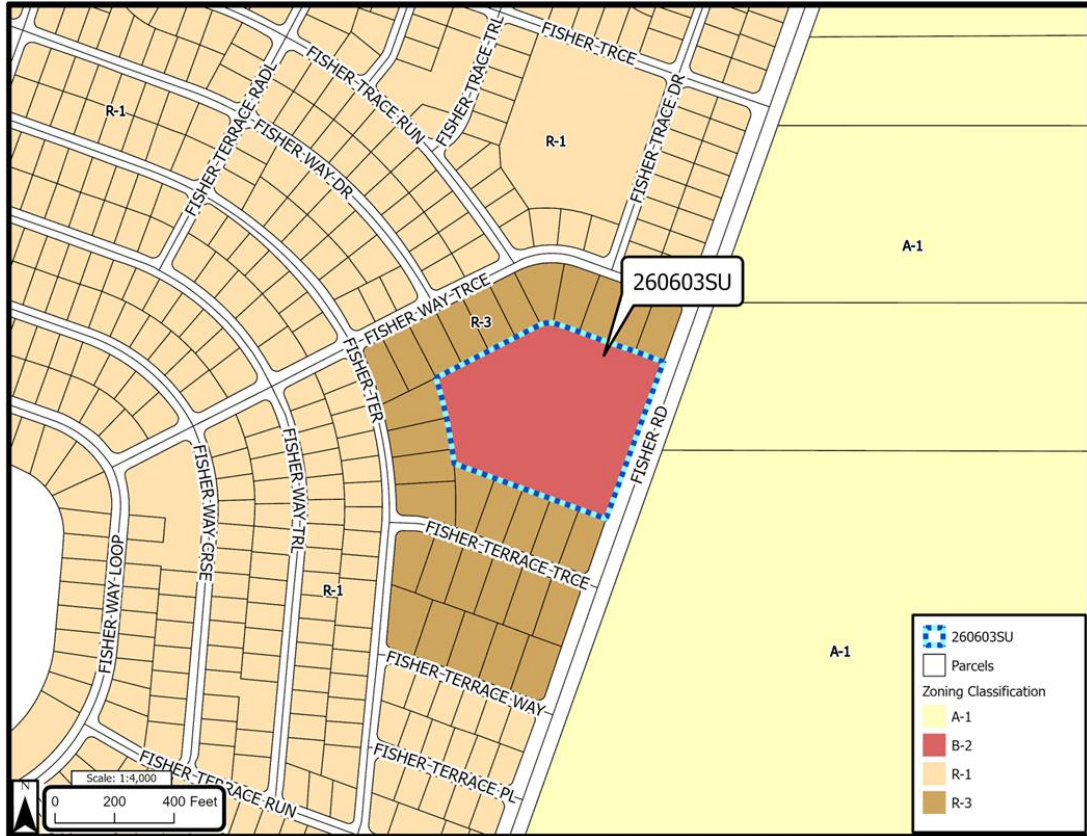 FISHER-TRCE
FISHER-TRACE-TRL
FISHER-TRACE RUN
FISHER-TERRACE-RADL
R-1
FISHER-WAY-DR
R-1
FISHER-TRACE-DR
A-1
260603SU
FISHER-WAY-TRCE
R-3
FISHER-TER
FISHER-RD
FISHER-WAY-CRSE
FISHER-WAY-TRL
FISHER-TERRACE-TRCE
R-1
FISHER-WAY-LOOP
A-1
FISHER-TERRACE-WAY
FISHER-TERRACE-PL
FISHER-TERRACE RUN
260603SU
Parcels
Zoning Classification
A-1
B-2
R-1
R-3
N
Scale: 1:4,000
0 200 400 Feet